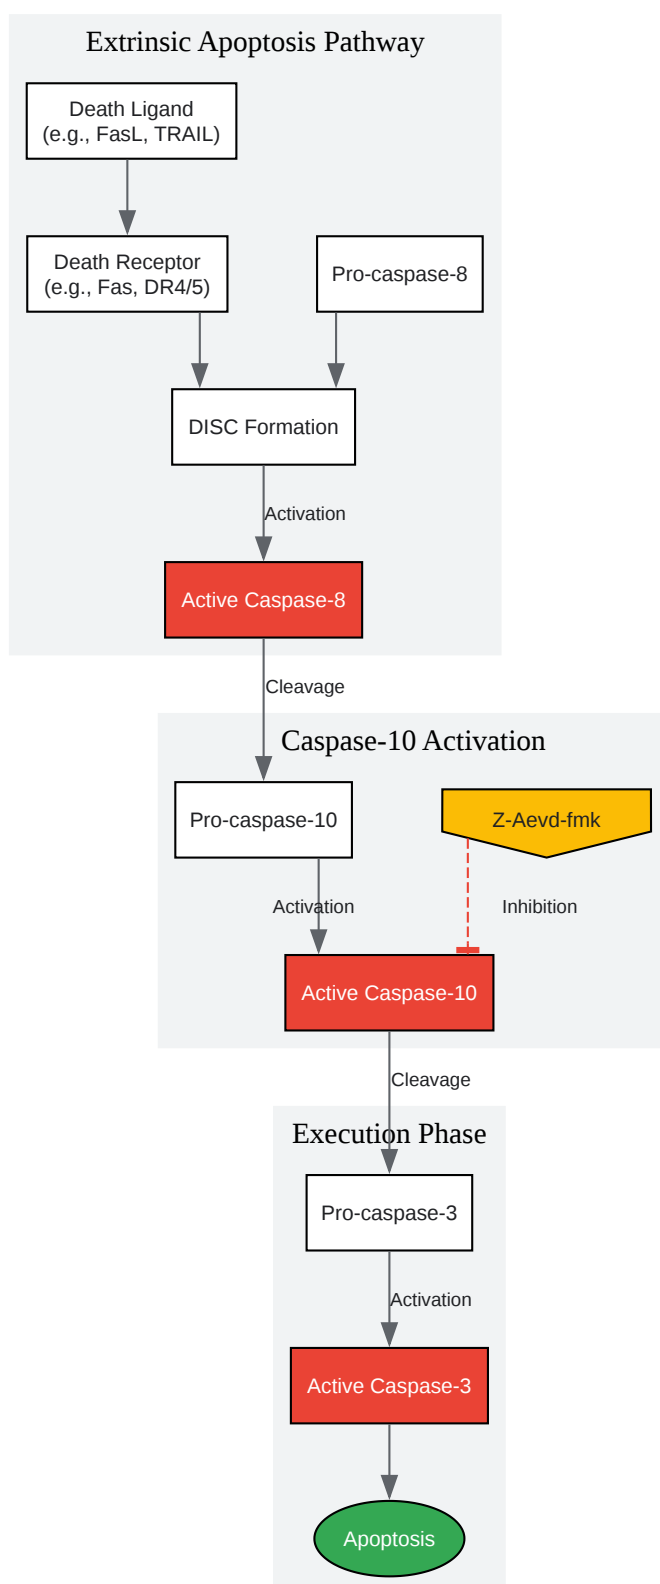 Extrinsic Apoptosis Pathway
Death Ligand
(e.g., FasL, TRAIL)
Death Receptor
(e.g., Fas, DR4/5)
Pro-caspase-8
DISC Formation
Activation
Active Caspase-8
Cleavage
Caspase-10 Activation
Pro-caspase-10
Z-Aevd-fmk
Activation
Inhibition
Active Caspase-10
Cleavage
Execution Phase
Pro-caspase-3
Activation
Active Caspase-3
Apoptosis